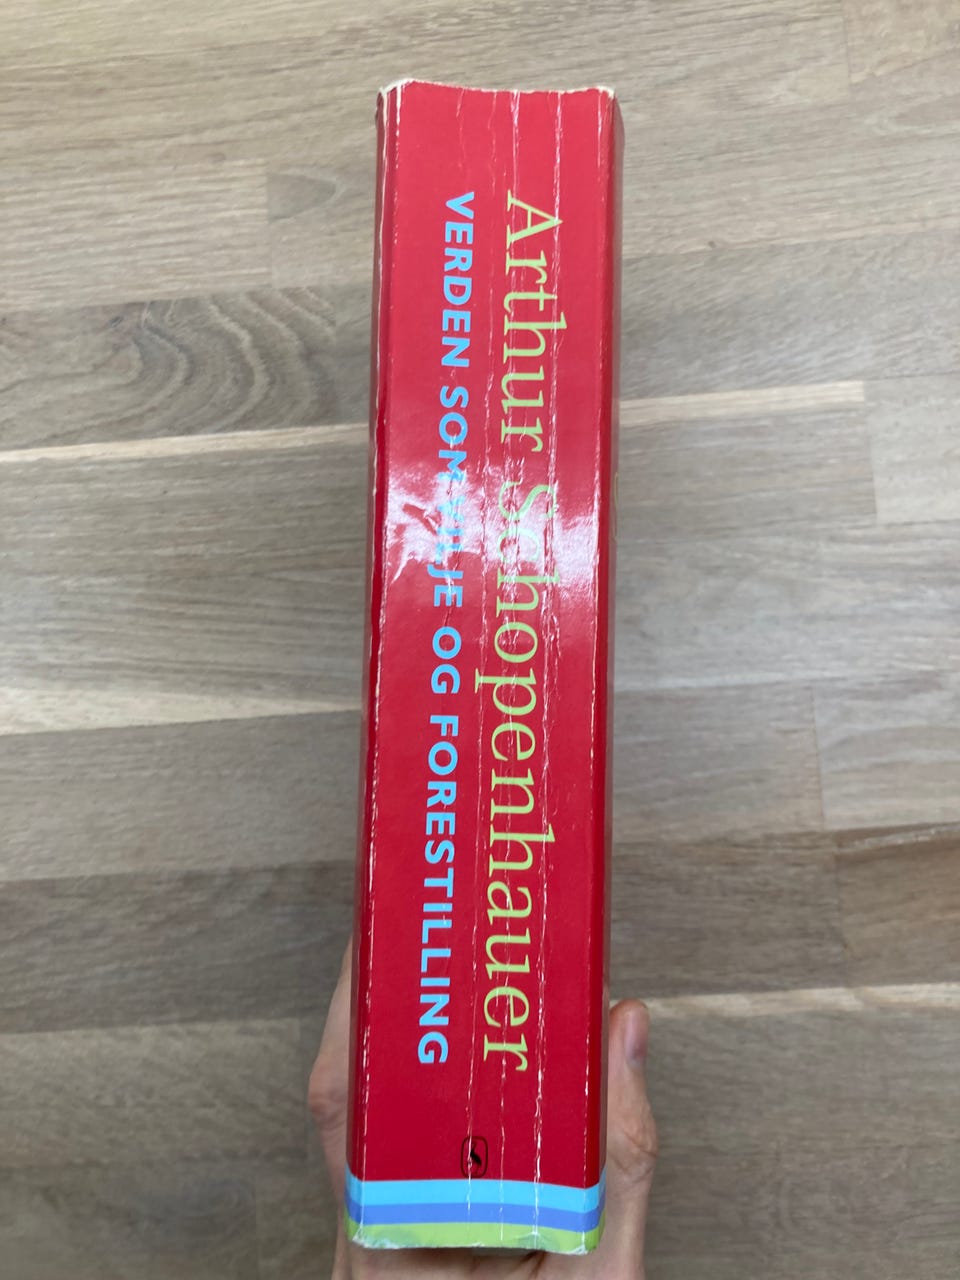 Arthur Schopenhauer
VERDEN SOM VILJE OG FORESTILLING